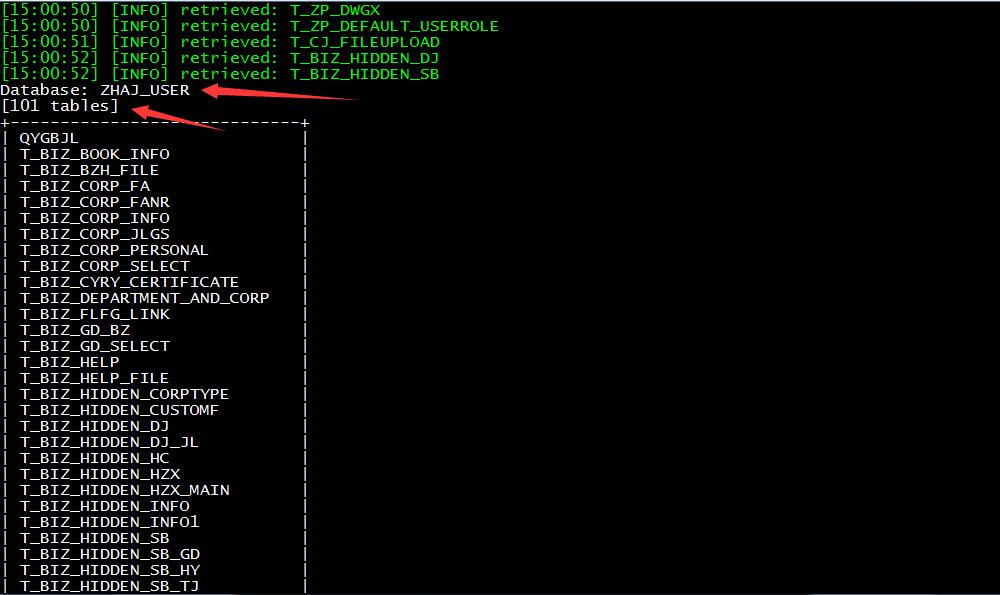 [15:00:50] [INFO] retrieved: T_ZP_DWGX
[15:00:50] [INFO] retrieved: T_ZP_DEFAULT_USERROLE
[15:00:51] [INFO] retrieved: T_CJ_FILEUPLOAD
[15:00:52] [INFO] retrieved: T_BIZ_HIDDEN_DJ
[15:00:52] [INFO] retrieved: T_BIZ_HIDDEN_SB
Database: ZHAJ_USER
[101 tables]
+-----------------------------+
| QYGBJL |
| T_BIZ_BOOK_INFO |
| T_BIZ_BZH_FILE |
| T_BIZ_CORP_FA |
| T_BIZ_CORP_FANR |
| T_BIZ_CORP_INFO |
| T_BIZ_CORP_JLGS |
| T_BIZ_CORP_PERSONAL |
| T_BIZ_CORP_SELECT |
| T_BIZ_CYRY_CERTIFICATE |
| T_BIZ_DEPARTMENT_AND_CORP |
| T_BIZ_FLFG_LINK |
| T_BIZ_GD_BZ |
| T_BIZ_GD_SELECT |
| T_BIZ_HELP |
| T_BIZ_HELP_FILE |
| T_BIZ_HIDDEN_CORPTYPE |
| T_BIZ_HIDDEN_CUSTOMF |
| T_BIZ_HIDDEN_DJ |
| T_BIZ_HIDDEN_DJ_JL |
| T_BIZ_HIDDEN_HC |
| T_BIZ_HIDDEN_HZX |
| T_BIZ_HIDDEN_HZX_MAIN |
| T_BIZ_HIDDEN_INFO |
| T_BIZ_HIDDEN_INFO1 |
| T_BIZ_HIDDEN_SB |
| T_BIZ_HIDDEN_SB_GD |
| T_BIZ_HIDDEN_SB_HY |
| T_BIZ_HIDDEN_SB_TJ |